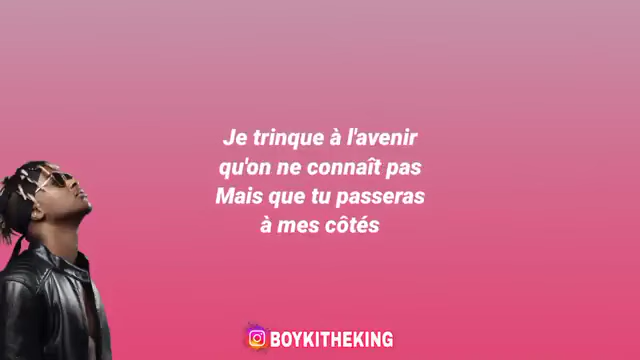 Je trinque à l'avenir
qu'on ne connaît pas
Mais que tu passeras
à mes côtés
BOYKITHEKING